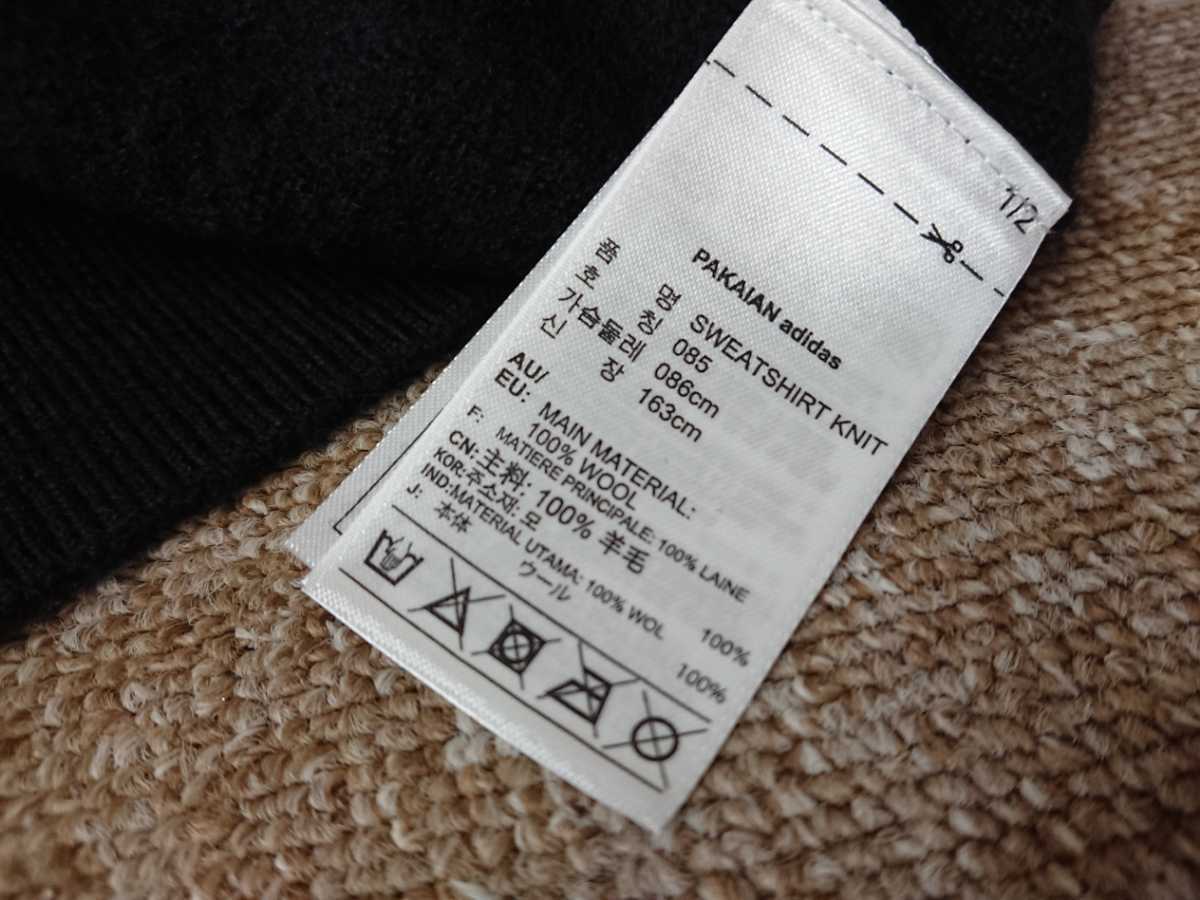 1/2
PAKAIAN adidas
품 명 SWEATSHIRT KNIT
호 칭 085
가슴둘레 086cm
신 장 163cm
AU/
EU: MAIN MATERIAL:
100% WOOL
F: MATIERE PRINCIPALE: 100% LAINE
CN: 主料: 100% 羊毛
KOR: 주소재: 모 100%
IND:MATERIAL UTAMA: 100% WOL
J: 本体 ウール 100%